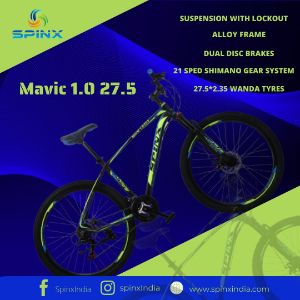 SPINX
SUSPENSION WITH LOCKOUT
ALLOY FRAME
DUAL DISC BRAKES
21 SPED SHIMANO GEAR SYSTEM
27.5*2.35 WANDA TYRES
Mavic 1.0 27.5
SPINX
SpinxIndia
spinxIndia
www.spinxindia.com